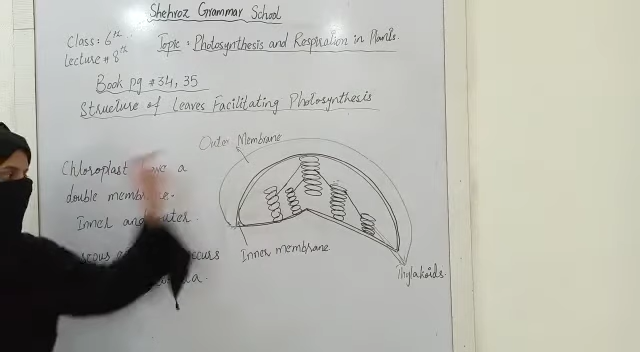 Shehroz Grammar School
Class: 6th
Topic: Photosynthesis and Respiration in Plants.
Lecture # 8th
Book pg # 34, 35
Structure of Leaves Facilitating Photosynthesis
Outer Membrane
Chloroplast a
double
Inner and outer.
Inner membrane
Thylakoids.